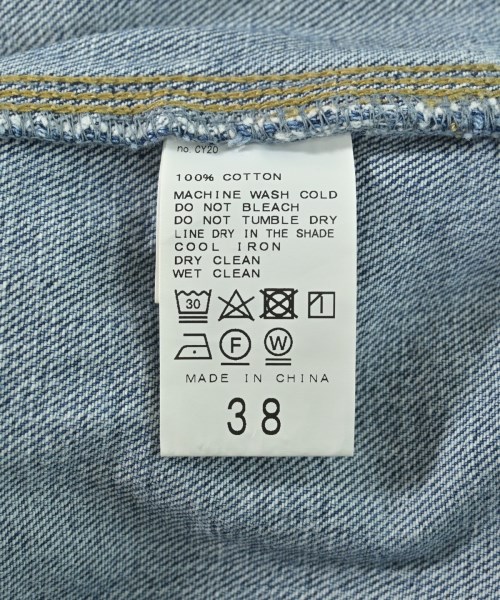 no. CY20
100% COTTON
MACHINE WASH COLD
DO NOT BLEACH
DO NOT TUMBLE DRY
LINE DRY IN THE SHADE
COOL IRON
DRY CLEAN
WET CLEAN
30
F W
MADE IN CHINA
38